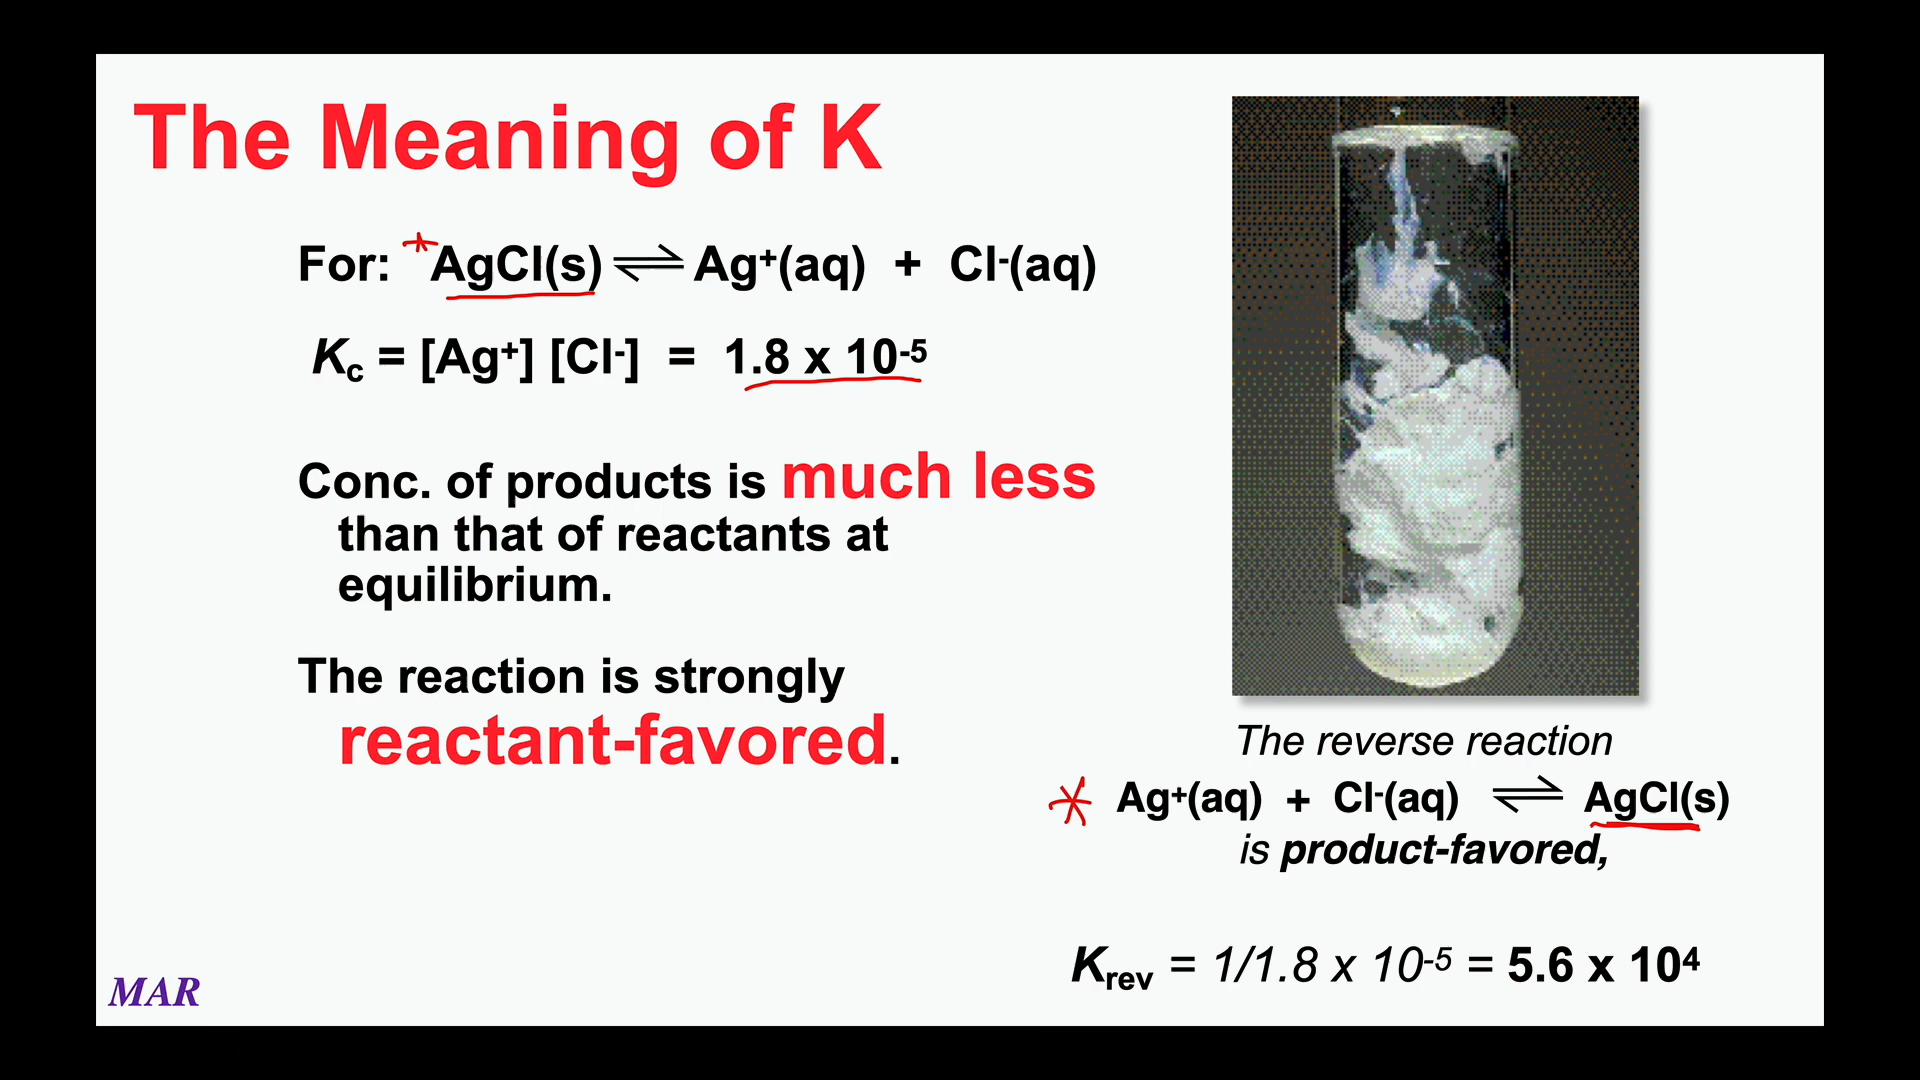 The Meaning of K
For: *AgCl(s) ⇌ Ag⁺(aq) + Cl⁻(aq)
Kc = [Ag⁺] [Cl⁻] = 1.8 x 10⁻⁵
Conc. of products is much less
than that of reactants at
equilibrium.
The reaction is strongly
reactant-favored.
The reverse reaction
* Ag⁺(aq) + Cl⁻(aq) ⇌ AgCl(s)
is product-favored,
Krev = 1/1.8 x 10⁻⁵ = 5.6 x 10⁴
MAR